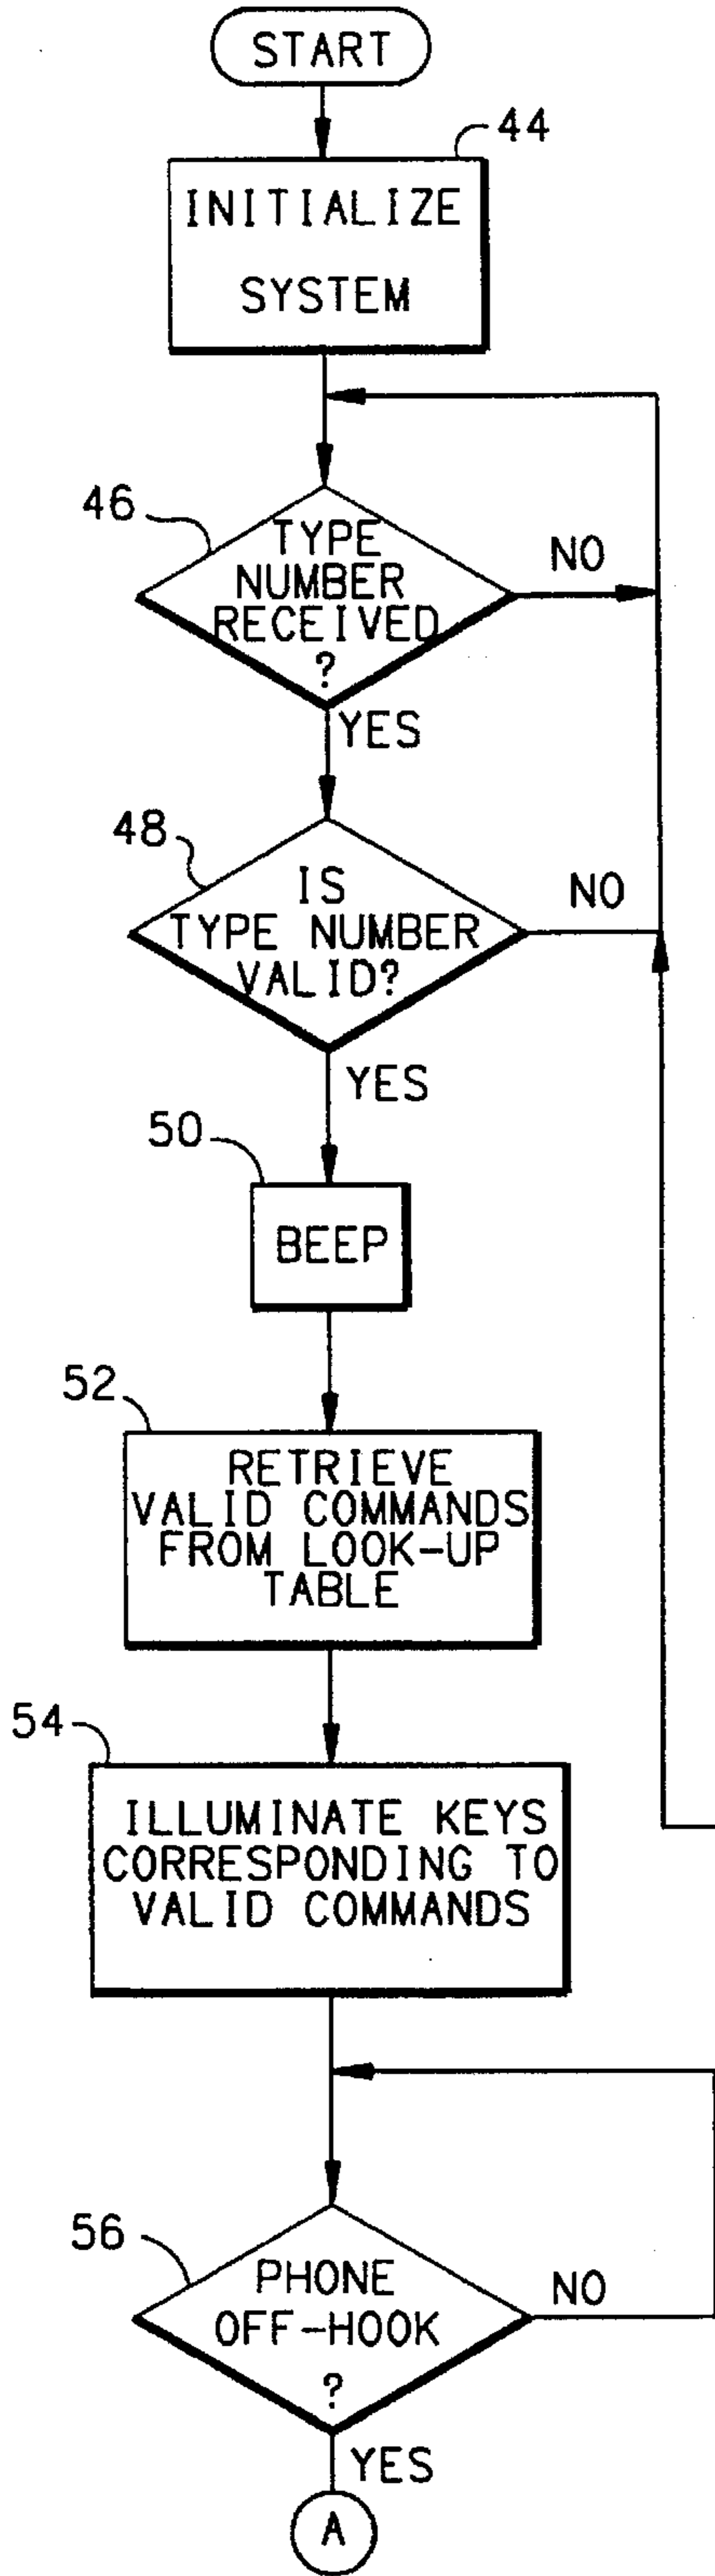 START
44
INITIALIZE
SYSTEM
46
TYPE
NUMBER
RECEIVED
?
NO
YES
48
IS
TYPE NUMBER
VALID?
NO
YES
50
BEEP
52
RETRIEVE
VALID COMMANDS
FROM LOOK-UP
TABLE
54
ILLUMINATE KEYS
CORRESPONDING TO
VALID COMMANDS
56
PHONE
OFF-HOOK
?
NO
YES
A